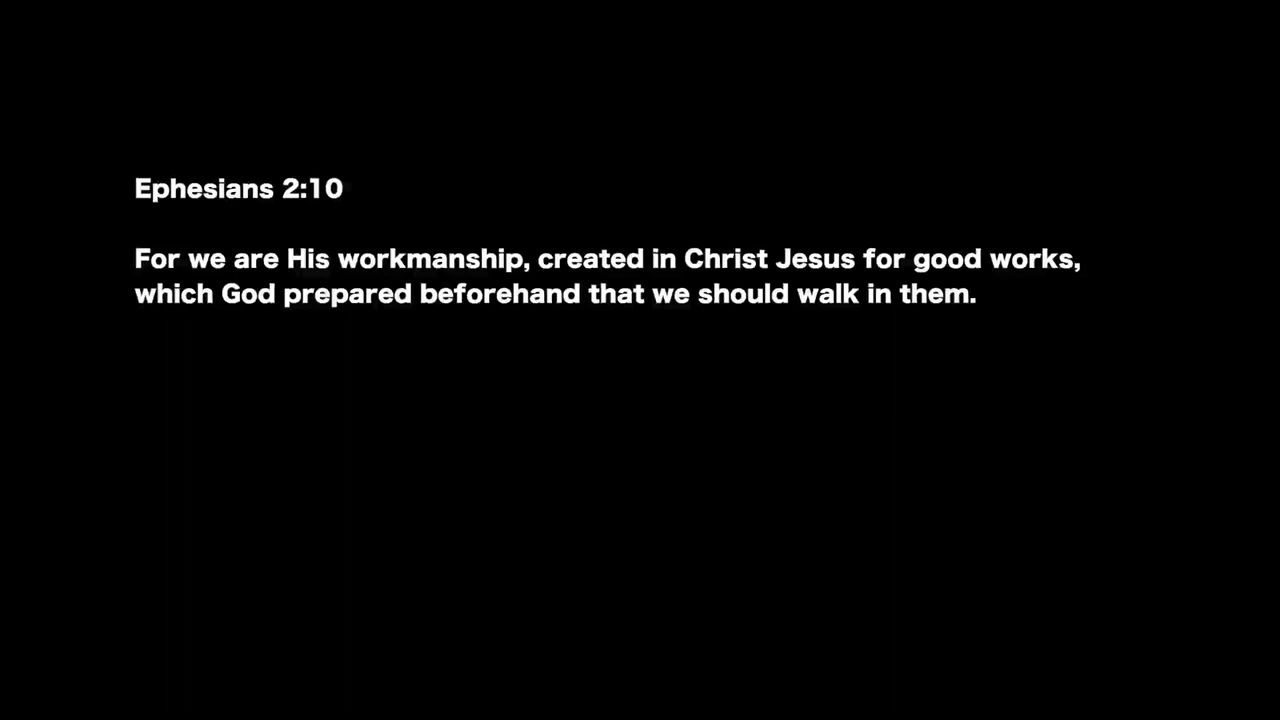 Ephesians 2:10
For we are His workmanship, created in Christ Jesus for good works,
which God prepared beforehand that we should walk in them.